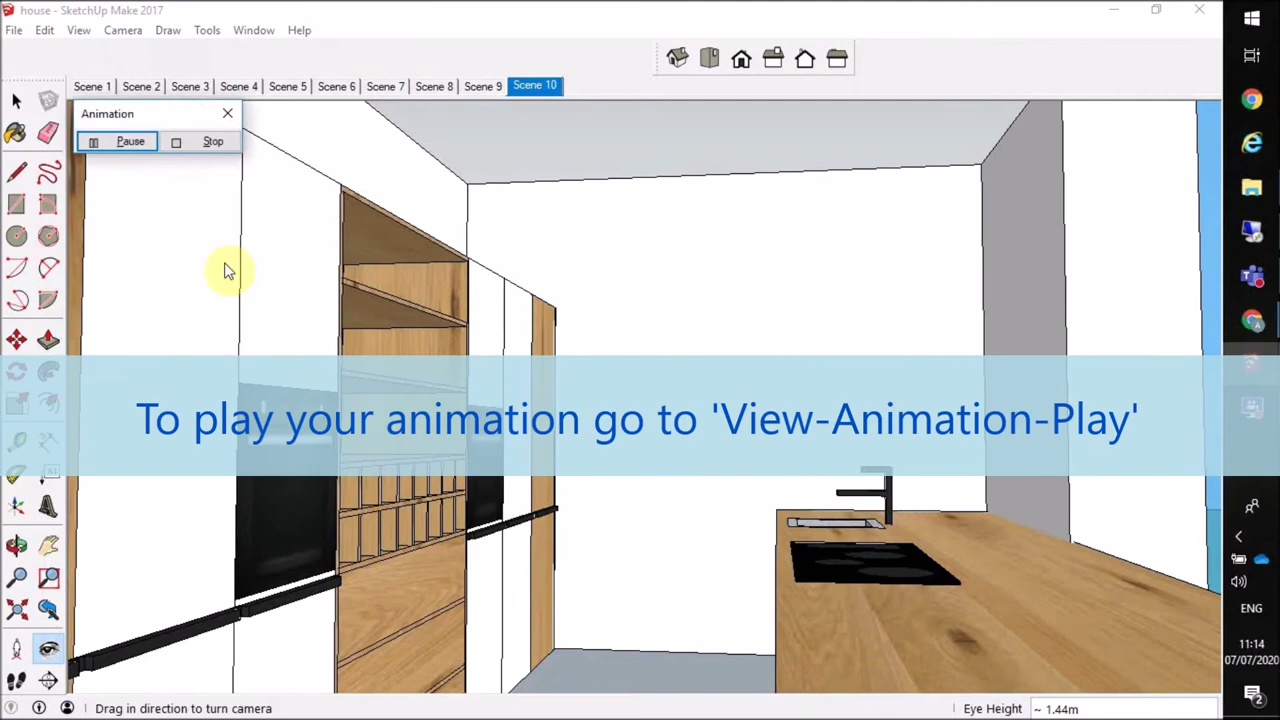 house - SketchUp Make 2017
File Edit View Camera Draw Tools Window Help
Scene 1 Scene 2 Scene 3 Scene 4 Scene 5 Scene 6 Scene 7 Scene 8 Scene 9 Scene 10
Animation
Pause Stop
To play your animation go to 'View-Animation-Play'
ENG
11:14
07/07/2020
2
Drag in direction to turn camera Eye Height ~ 1.44m